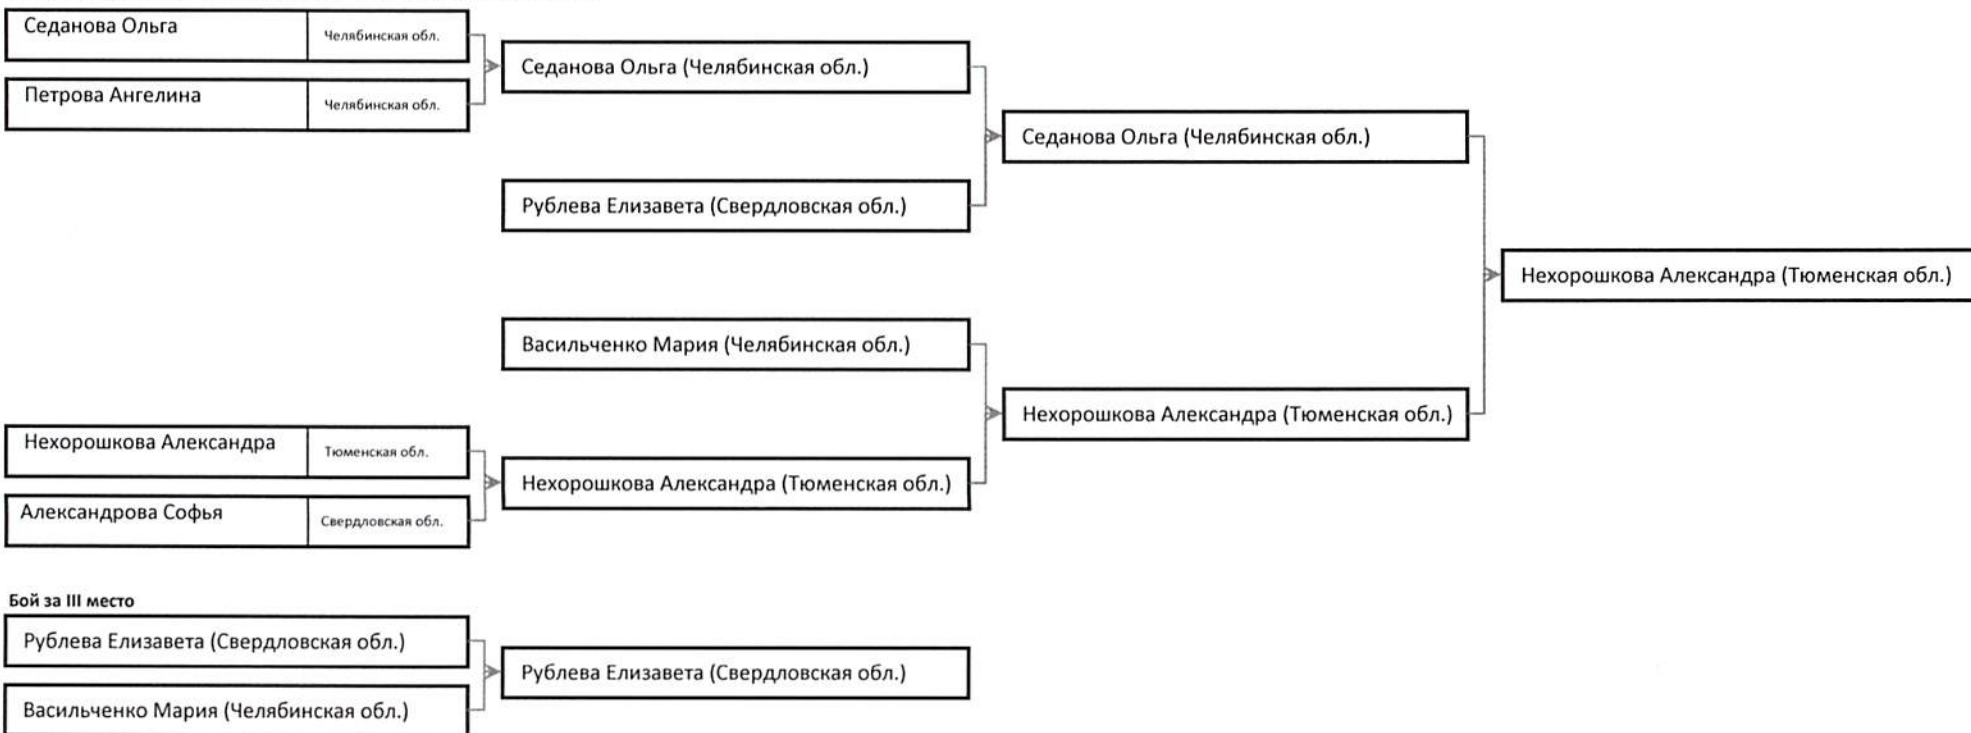 Седанова Ольга
Челябинская обл.
Петрова Ангелина
Челябинская обл.
Седанова Ольга (Челябинская обл.)
Рублева Елизавета (Свердловская обл.)
Седанова Ольга (Челябинская обл.)
Васильченко Мария (Челябинская обл.)
Нехорошкова Александра
Тюменская обл.
Александрова Софья
Свердловская обл.
Нехорошкова Александра (Тюменская обл.)
Нехорошкова Александра (Тюменская обл.)
Нехорошкова Александра (Тюменская обл.)
Бой за III место
Рублева Елизавета (Свердловская обл.)
Васильченко Мария (Челябинская обл.)
Рублева Елизавета (Свердловская обл.)